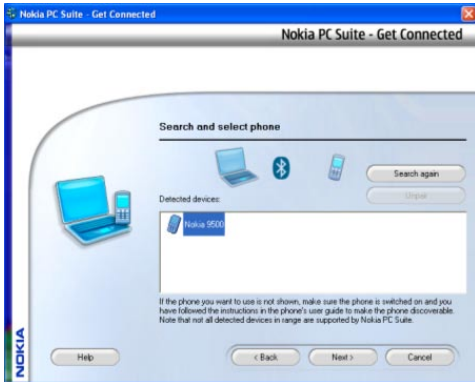 Nokia PC Suite - Get Connected
Nokia PC Suite - Get Connected
Search and select phone
Search again
Unpair
Detected devices:
Nokia 9500
If the phone you want to use is not shown, make sure the phone is switched on and you
have followed the instructions in the phone's user guide to make the phone discoverable.
Note that not all detected devices in range are supported by Nokia PC Suite.
NOKIA
Help
< Back
Next >
Cancel